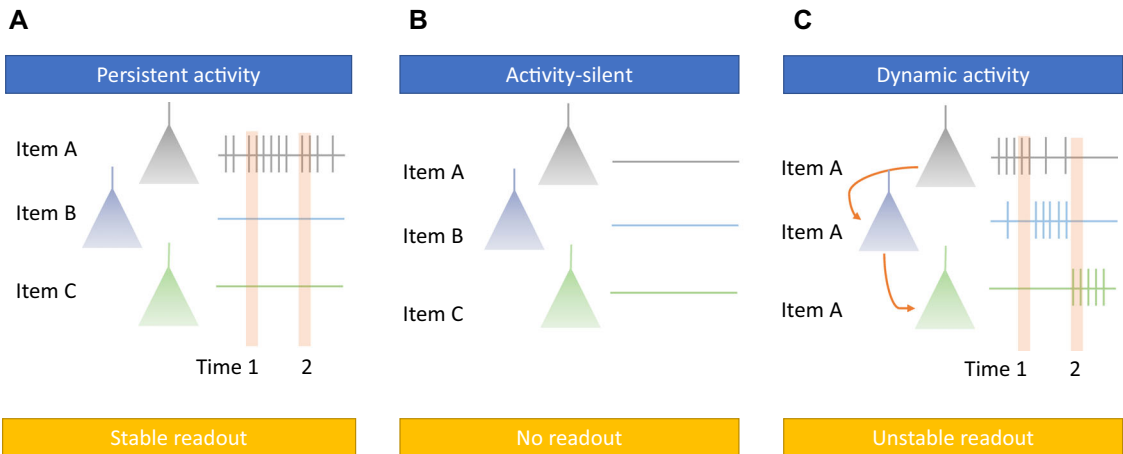 A
B
C
Persistent activity
Activity-silent
Dynamic activity
Item A
Item B
Item C
Time 1
2
Item A
Item B
Item C
Item A
Item A
Item A
Time 1
2
Stable readout
No readout
Unstable readout